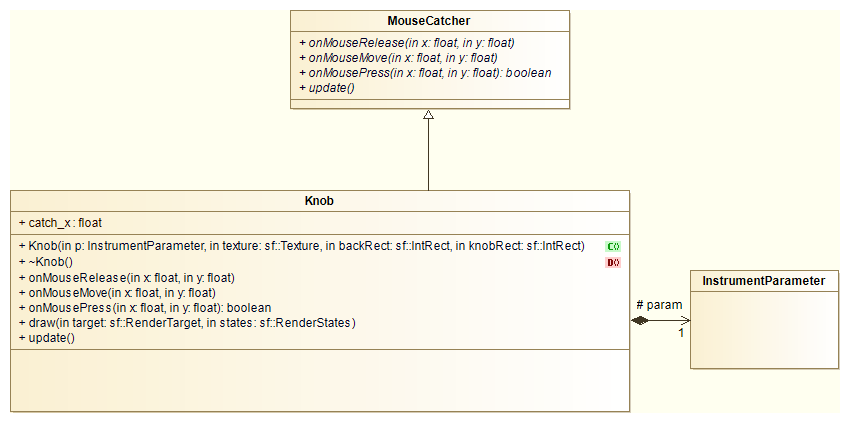 MouseCatcher
+ onMouseRelease(in x: float, in y: float)
+ onMouseMove(in x: float, in y: float)
+ onMousePress(in x: float, in y: float): boolean
+ update()
Knob
+ catch_x : float
+ Knob(in p: InstrumentParameter, in texture: sf::Texture, in backRect: sf::IntRect, in knobRect: sf::IntRect) C()
+ ~Knob() D()
+ onMouseRelease(in x: float, in y: float)
+ onMouseMove(in x: float, in y: float)
+ onMousePress(in x: float, in y: float): boolean
+ draw(in target: sf::RenderTarget, in states: sf::RenderStates)
+ update()
# param
1
InstrumentParameter